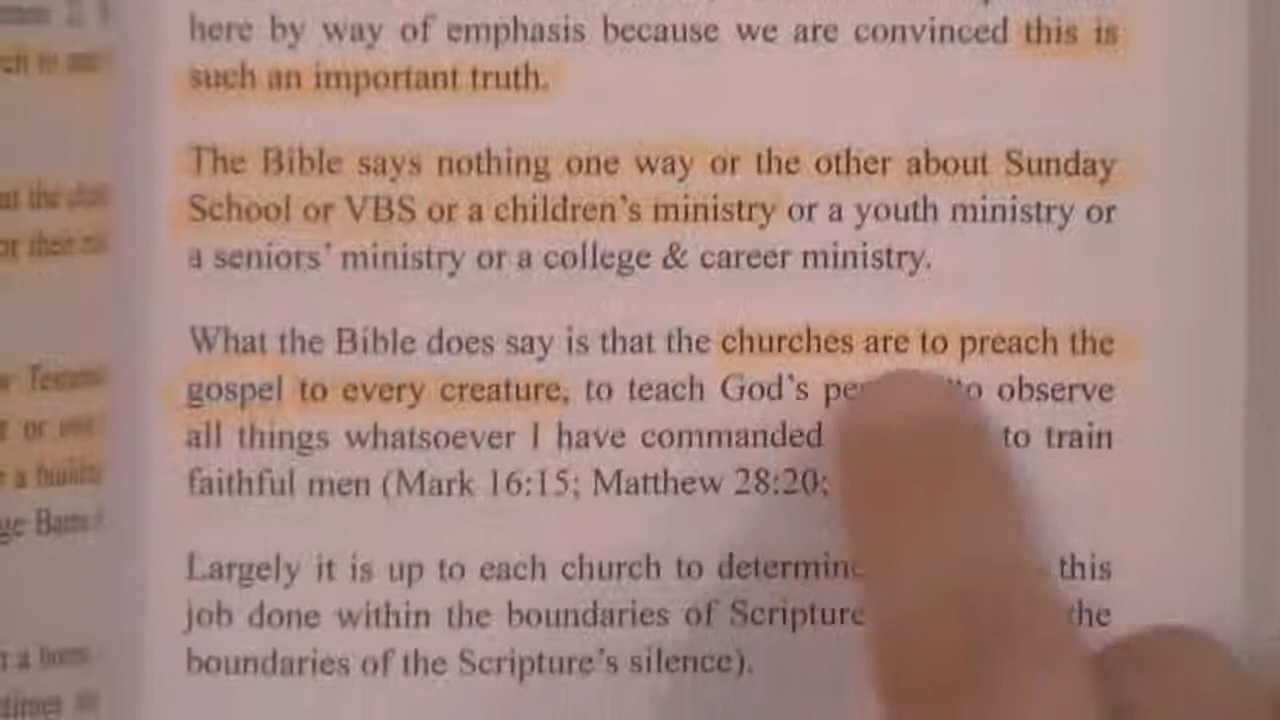 here by way of emphasis because we are convinced this is
such an important truth.
The Bible says nothing one way or the other about Sunday
School or VBS or a children's ministry or a youth ministry or
a seniors' ministry or a college & career ministry.
What the Bible does say is that the churches are to preach the
gospel to every creature, to teach God's to observe
all things whatsoever I have commanded to train
faithful men (Mark 16:15; Matthew 28:20;
Largely it is up to each church to determine this
job done within the boundaries of Scripture the
boundaries of the Scripture's silence).